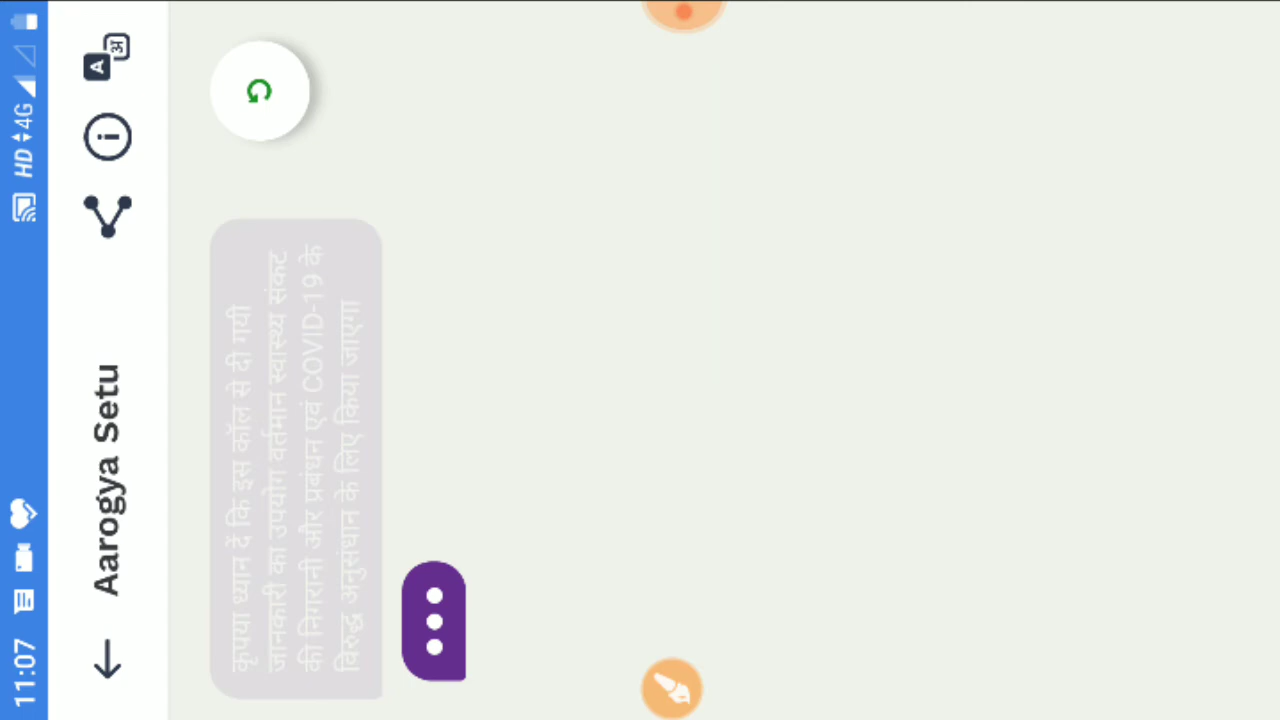 11:07
HD 4G
Aarogya Setu
A अ
कृपया ध्यान दें कि इस कॉल से दी गयी
जानकारी का उपयोग वर्तमान स्वास्थ्य संकट
की निगरानी और प्रबंधन एवं COVID-19 के
विरुद्ध अनुसंधान के लिए किया जाएगा